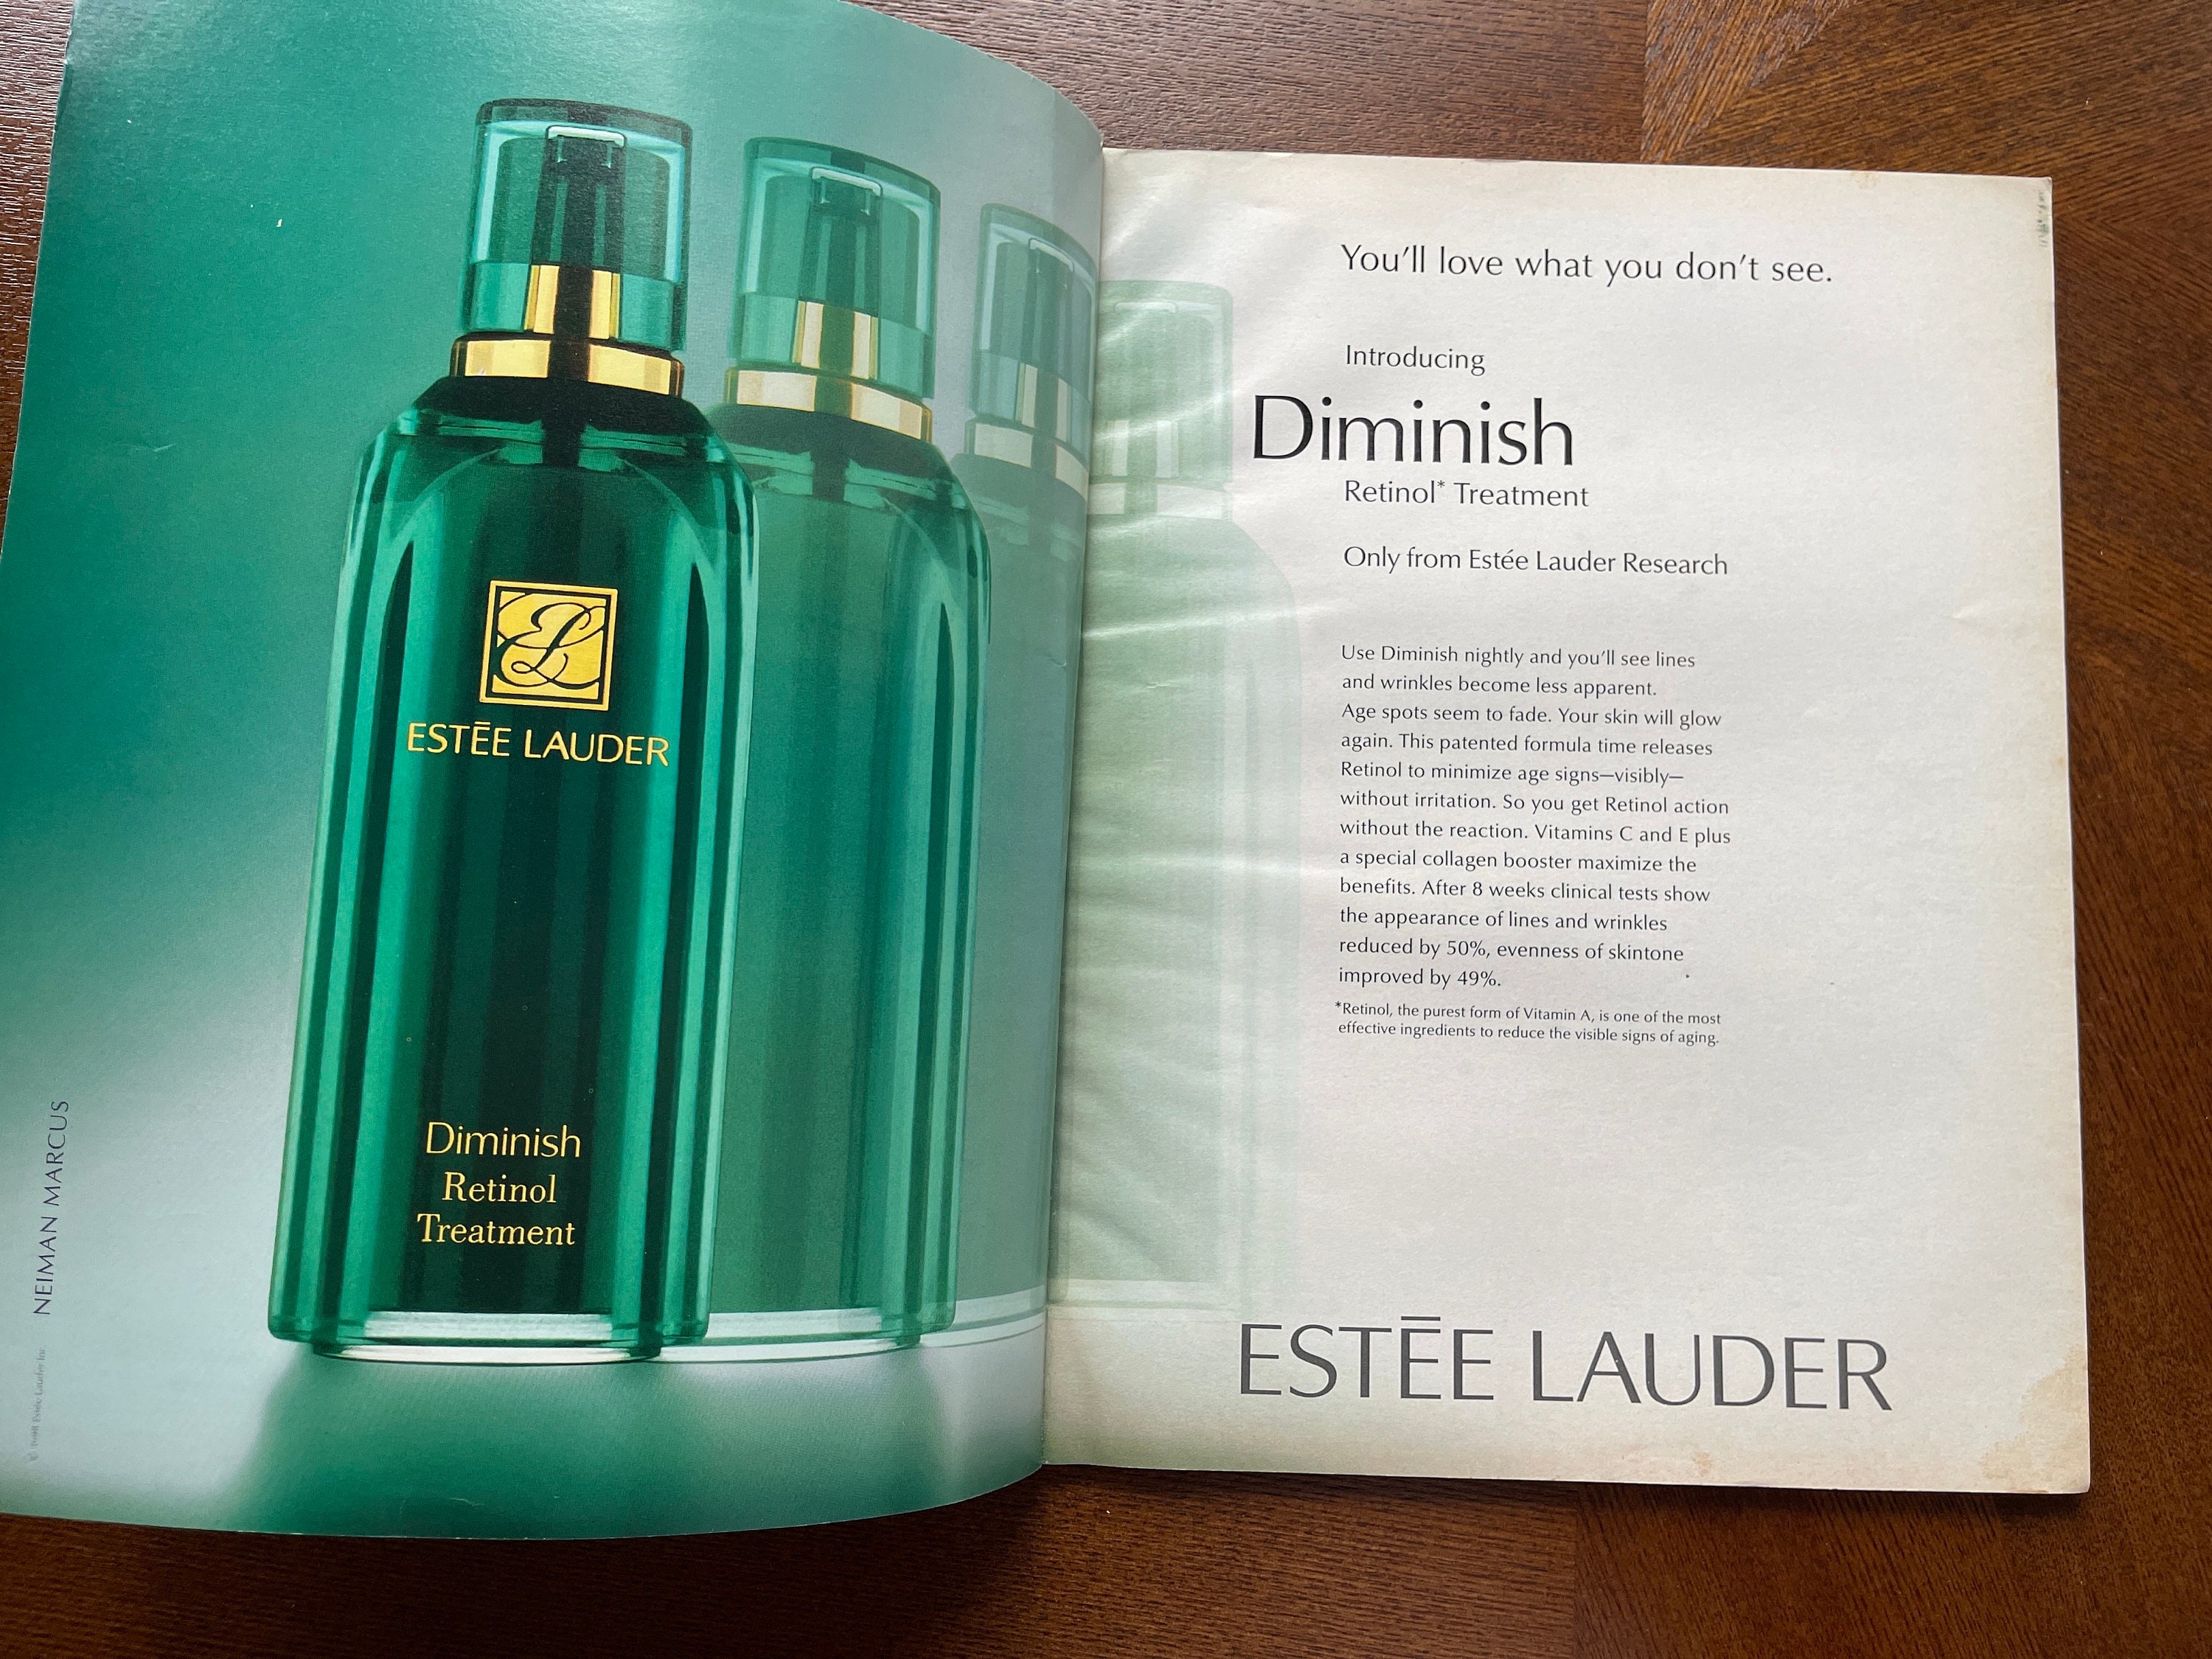 ESTĒE LAUDER
Diminish
Retinol
Treatment
NEIMAN MARCUS
You'll love what you don't see.
Introducing
Diminish
Retinol* Treatment
Only from Estée Lauder Research
Use Diminish nightly and you'll see lines
and wrinkles become less apparent.
Age spots seem to fade. Your skin will glow
again. This patented formula time releases
Retinol to minimize age signs—visibly—
without irritation. So you get Retinol action
without the reaction. Vitamins C and E plus
a special collagen booster maximize the
benefits. After 8 weeks clinical tests show
the appearance of lines and wrinkles
reduced by 50%, evenness of skintone
improved by 49%.
*Retinol, the purest form of Vitamin A, is one of the most
effective ingredients to reduce the visible signs of aging.
ESTĒE LAUDER
© Estée Lauder Inc.